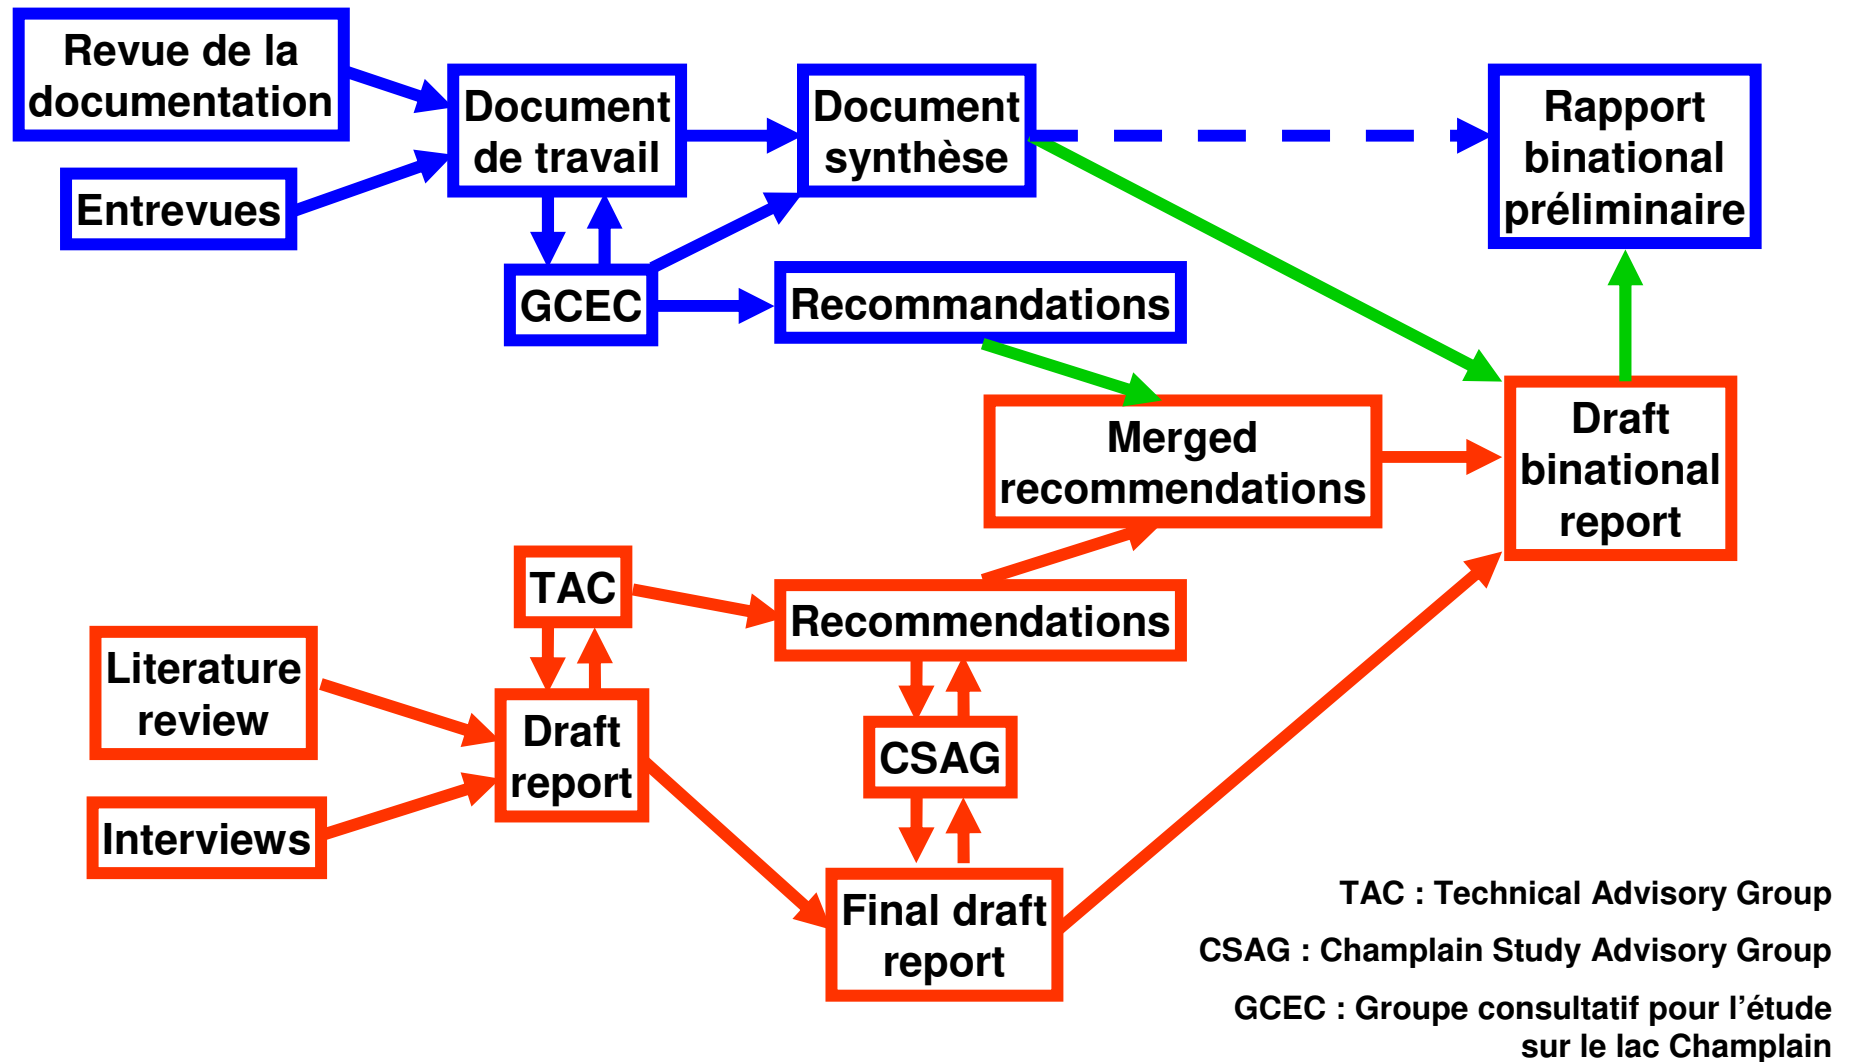 Revue de la
documentation
Entrevues
Document
de travail
Document
synthèse
Rapport
binational
préliminaire
GCEC
Recommandations
Merged
recommendations
Draft
binational
report
TAC
Recommendations
Literature
review
Draft
report
CSAG
Interviews
Final draft
report
TAC : Technical Advisory Group
CSAG : Champlain Study Advisory Group
GCEC : Groupe consultatif pour l'étude
sur le lac Champlain